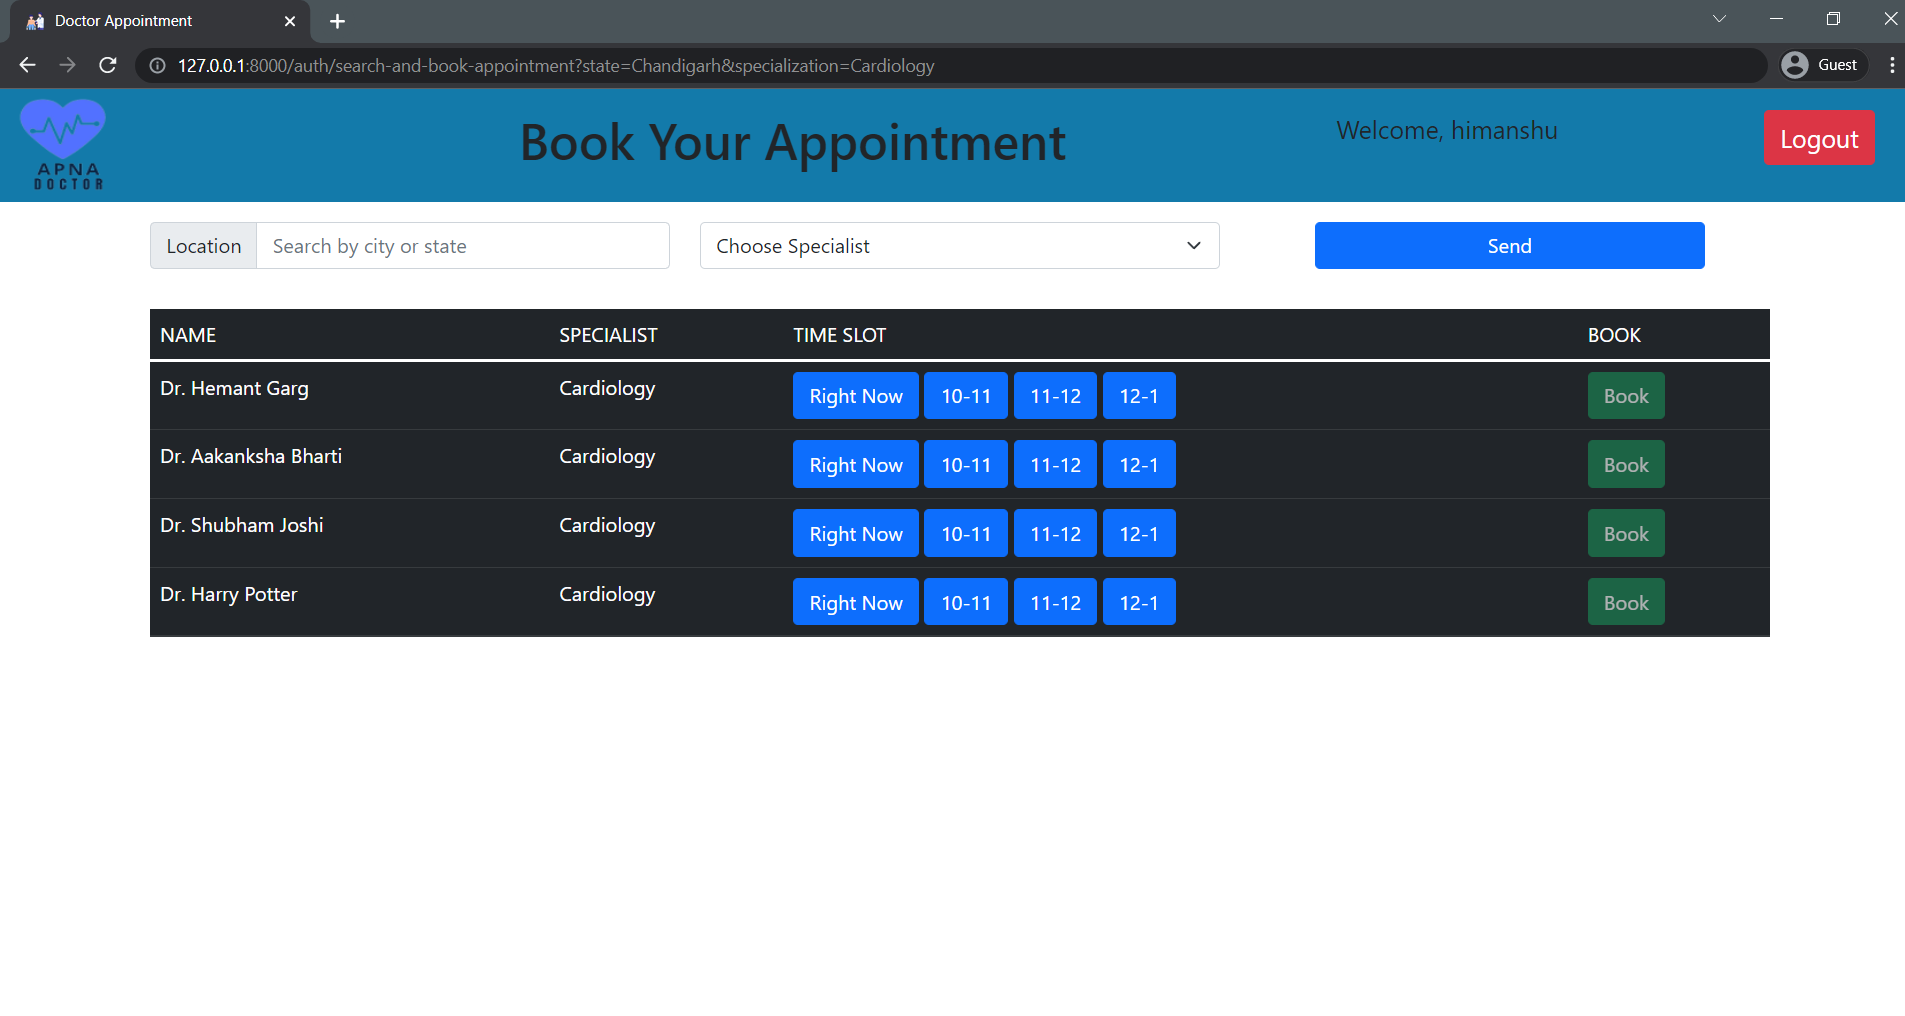 Doctor Appointment
127.0.0.1:8000/auth/search-and-book-appointment?state=Chandigarh&specialization=Cardiology
Guest
APNA
DOCTOR
Book Your Appointment
Welcome, himanshu
Logout
Location Search by city or state
Choose Specialist
Send
NAME SPECIALIST TIME SLOT BOOK
Dr. Hemant Garg Cardiology Right Now 10-11 11-12 12-1 Book
Dr. Aakanksha Bharti Cardiology Right Now 10-11 11-12 12-1 Book
Dr. Shubham Joshi Cardiology Right Now 10-11 11-12 12-1 Book
Dr. Harry Potter Cardiology Right Now 10-11 11-12 12-1 Book